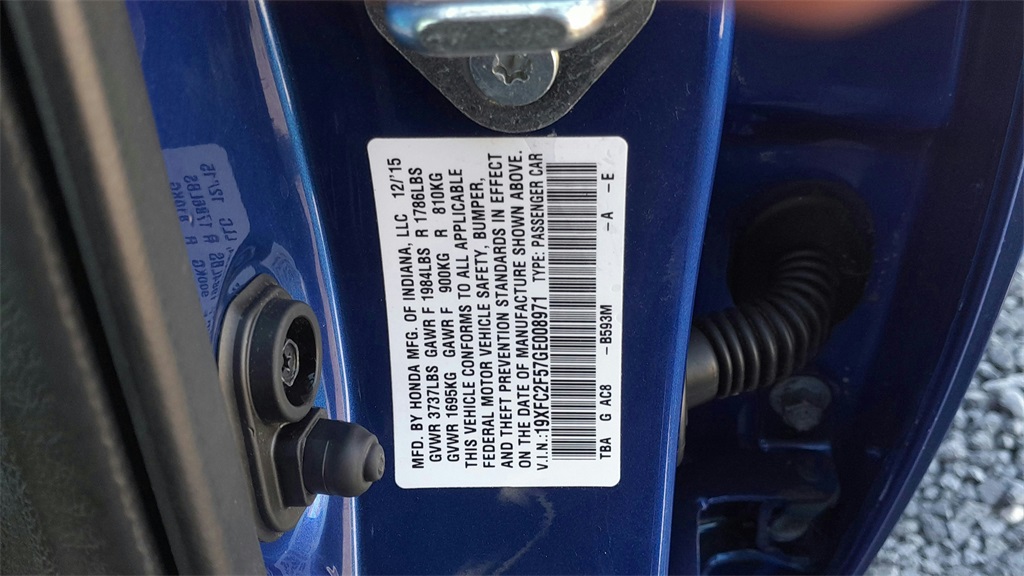 MFD. BY HONDA MFG. OF INDIANA, LLC 12/'15
GVWR 3737LBS GAWR F 1984LBS R 1786LBS
GVWR 1695KG GAWR F 900KG R 810KG
THIS VEHICLE CONFORMS TO ALL APPLICABLE
FEDERAL MOTOR VEHICLE SAFETY, BUMPER,
AND THEFT PREVENTION STANDARDS IN EFFECT
ON THE DATE OF MANUFACTURE SHOWN ABOVE.
V.I.N.:19XFC2F57GE008971 TYPE: PASSENGER CAR
TBA G AC8 -B593M -A -E